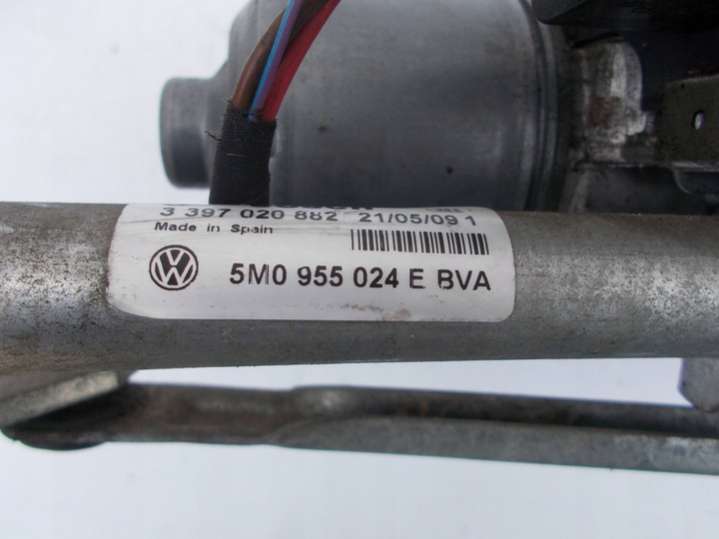 3 397 020 882 21/05/09 1
Made in Spain
5M0 955 024 E BVA